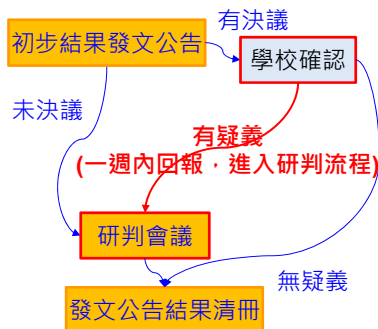 有決議
初步結果發文公告
學校確認
未決議
有疑義
(一週內回報，進入研判流程)
研判會議
無疑義
發文公告結果清冊